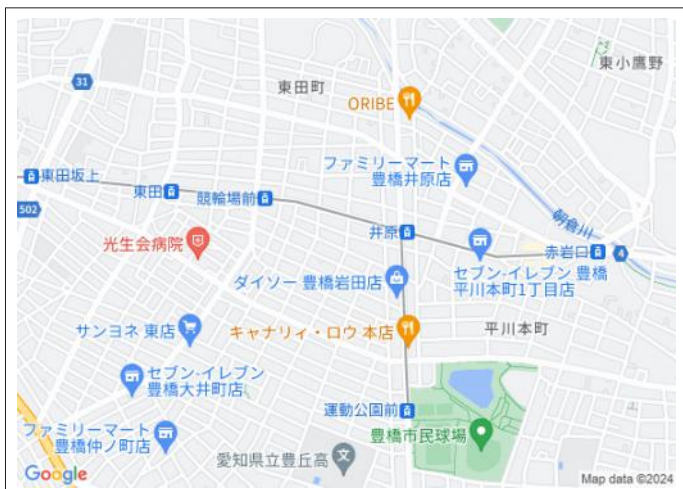 東小鷹野
31
東田町
ORIBE
ファミリーマート
豊橋井原店
東田坂上
東田
競輪場前
502
朝倉川
井原
赤岩口
4
光生会病院
セブン-イレブン 豊橋
平川本町1丁目店
ダイソー 豊橋岩田店
サンヨネ 東店
キャナリィ・ロウ 本店
平川本町
セブン-イレブン
豊橋大井町店
運動公園前
豊橋市民球場
ファミリーマート
豊橋仲ノ町店
愛知県立豊丘高
文
Google
Map data ©2024